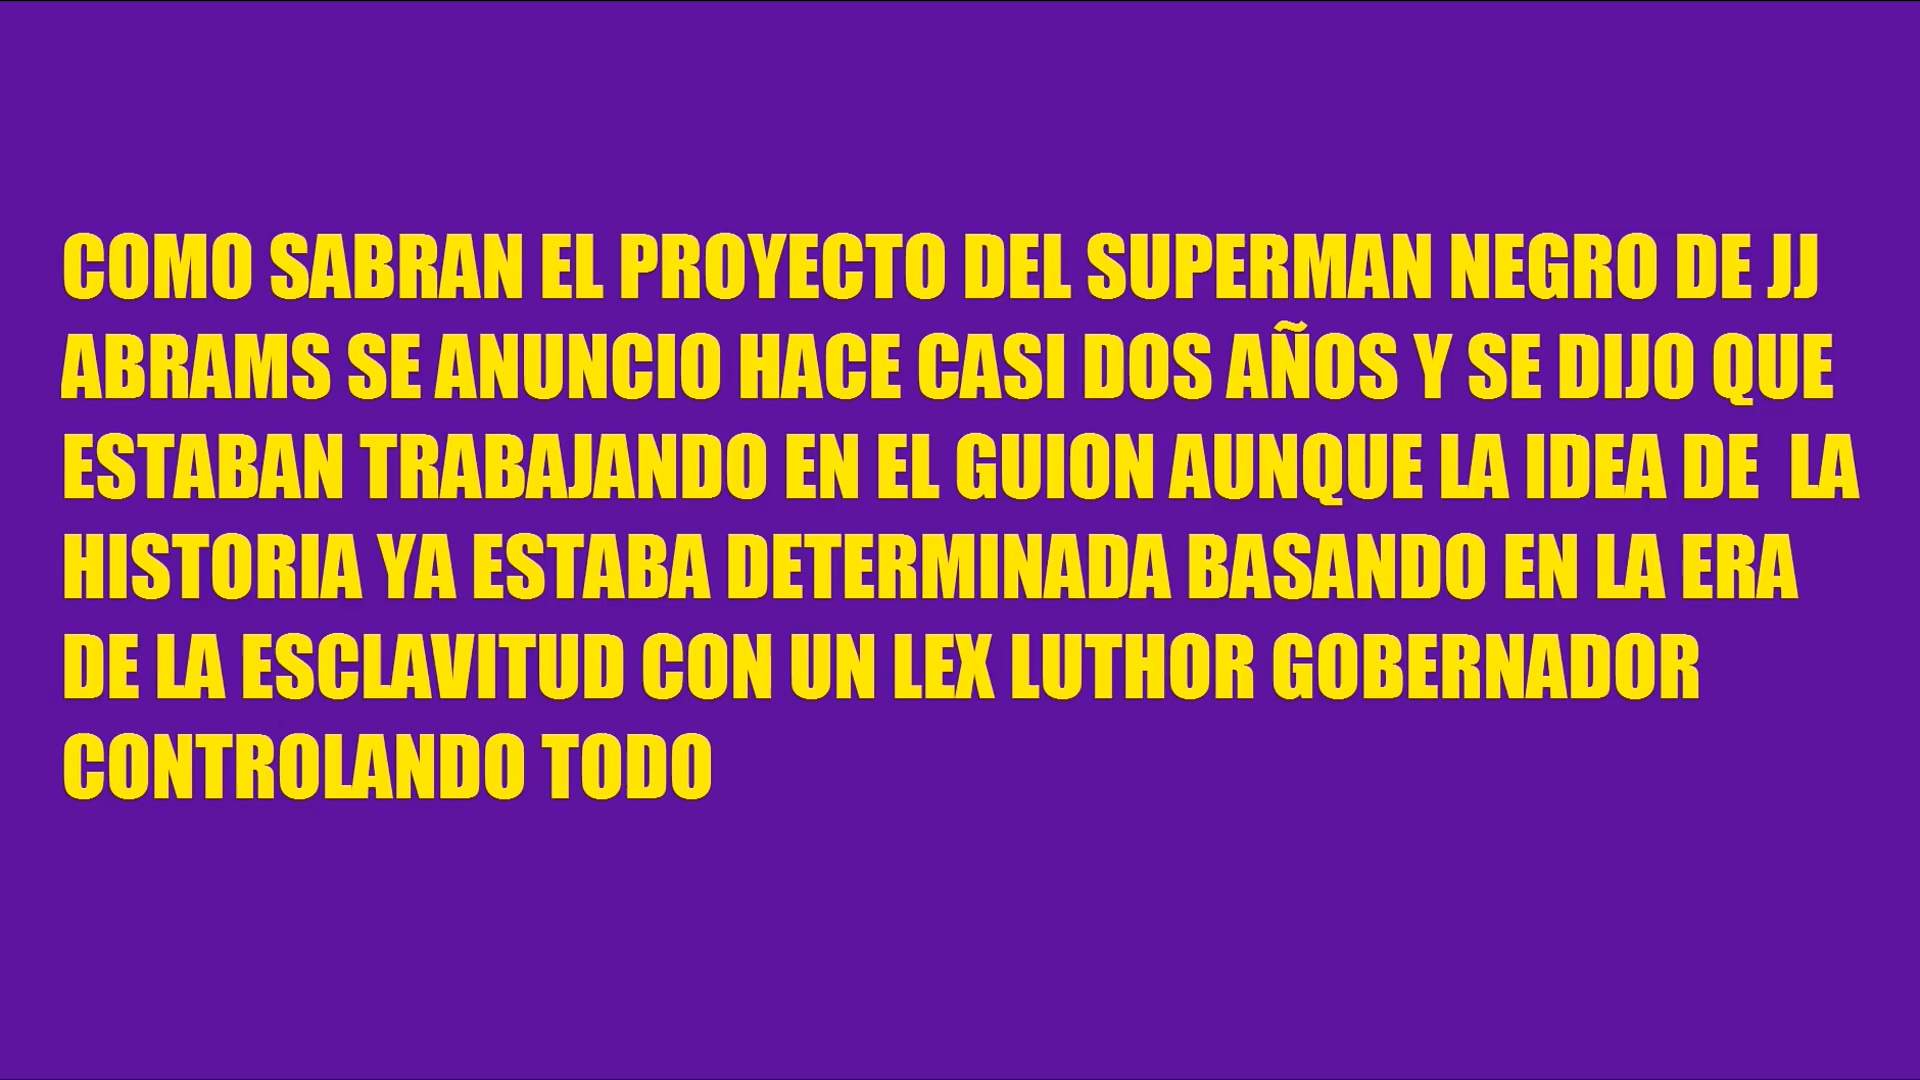 COMO SABRAN EL PROYECTO DEL SUPERMAN NEGRO DE JJ
ABRAMS SE ANUNCIO HACE CASI DOS AÑOS Y SE DIJO QUE
ESTABAN TRABAJANDO EN EL GUION AUNQUE LA IDEA DE  LA
HISTORIA YA ESTABA DETERMINADA BASANDO EN LA ERA
DE LA ESCLAVITUD CON UN LEX LUTHOR GOBERNADOR
CONTROLANDO TODO